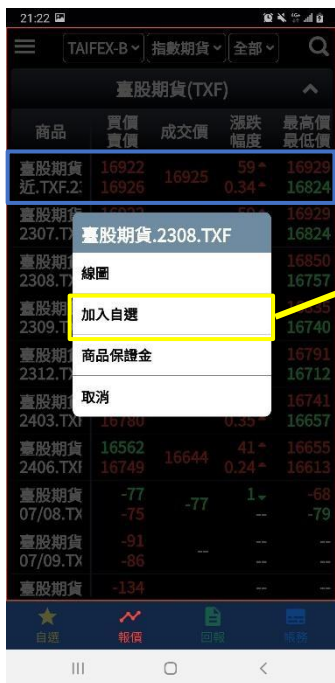 21:22
TAIFEX-B 指數期貨 全部
臺股期貨(TXF)
商品 買價 賣價 成交價 漲跌 幅度 最高價 最低價
臺股期貨 16922 59 16929
近.TXF.23 16926 16925 0.34 16824
臺股期貨 16929
2307.TX 16824
臺股期 16850
2308.T 16757
臺股期
2309.T 16740
臺股期 16791
2312.T 16712
臺股期 16741
2403.TXF 16780 0.35 16657
臺股期貨 16562 41 16655
2406.TXF 16749 16644 0.24 16613
臺股期貨 -77 1 -68
07/08.TX -75 -77 -- -79
臺股期貨 -91 -- --
07/09.TX -86 -- -- --
臺股期貨 -134 -- --
臺股期貨.2308.TXF
線圖
加入自選
商品保證金
取消
自選 報價 回報 帳務